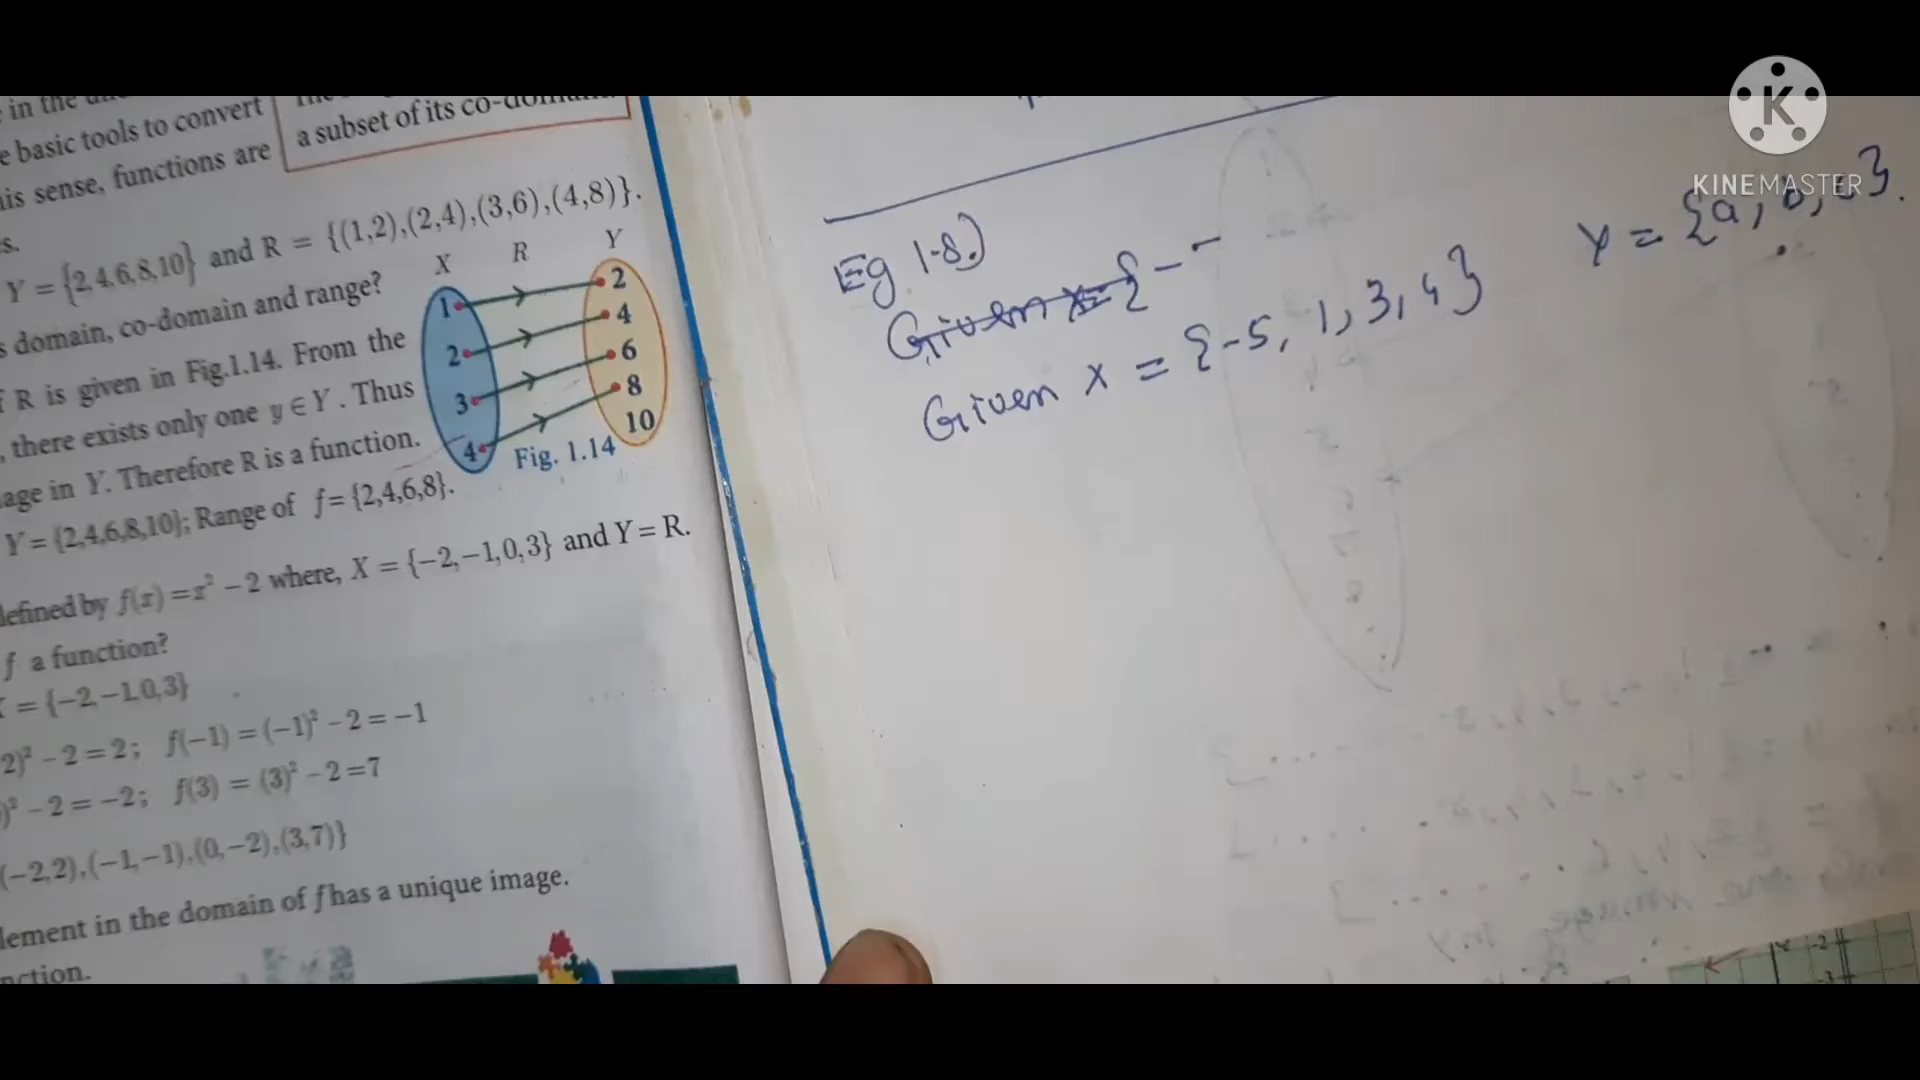 in the
e basic tools to convert
is sense, functions are
a subset of its co-domain.
s.
Y = {2,4,6,8,10} and R = {(1,2),(2,4),(3,6),(4,8)}.
s domain, co-domain and range?
f R is given in Fig.1.14. From the
, there exists only one y ∈ Y . Thus
age in Y. Therefore R is a function.
Y = {2,4,6,8,10}; Range of f = {2,4,6,8}.
X R Y
1 2
2 4
3 6
4 8
10
Fig. 1.14
defined by f(x) = x² − 2 where, X = {−2,−1,0,3} and Y = R.
f a function?
X = {−2,−1,0,3}
2)² − 2 = 2; f(−1) = (−1)² − 2 = −1
)² − 2 = −2; f(3) = (3)² − 2 = 7
(−2,2),(−1,−1),(0,−2),(3,7)}
lement in the domain of f has a unique image.
nction.
Eg 1.8)
Given x = { - -
Given x = {-5, 1, 3, 4} Y = {a, b, c}.
K
KINEMASTER